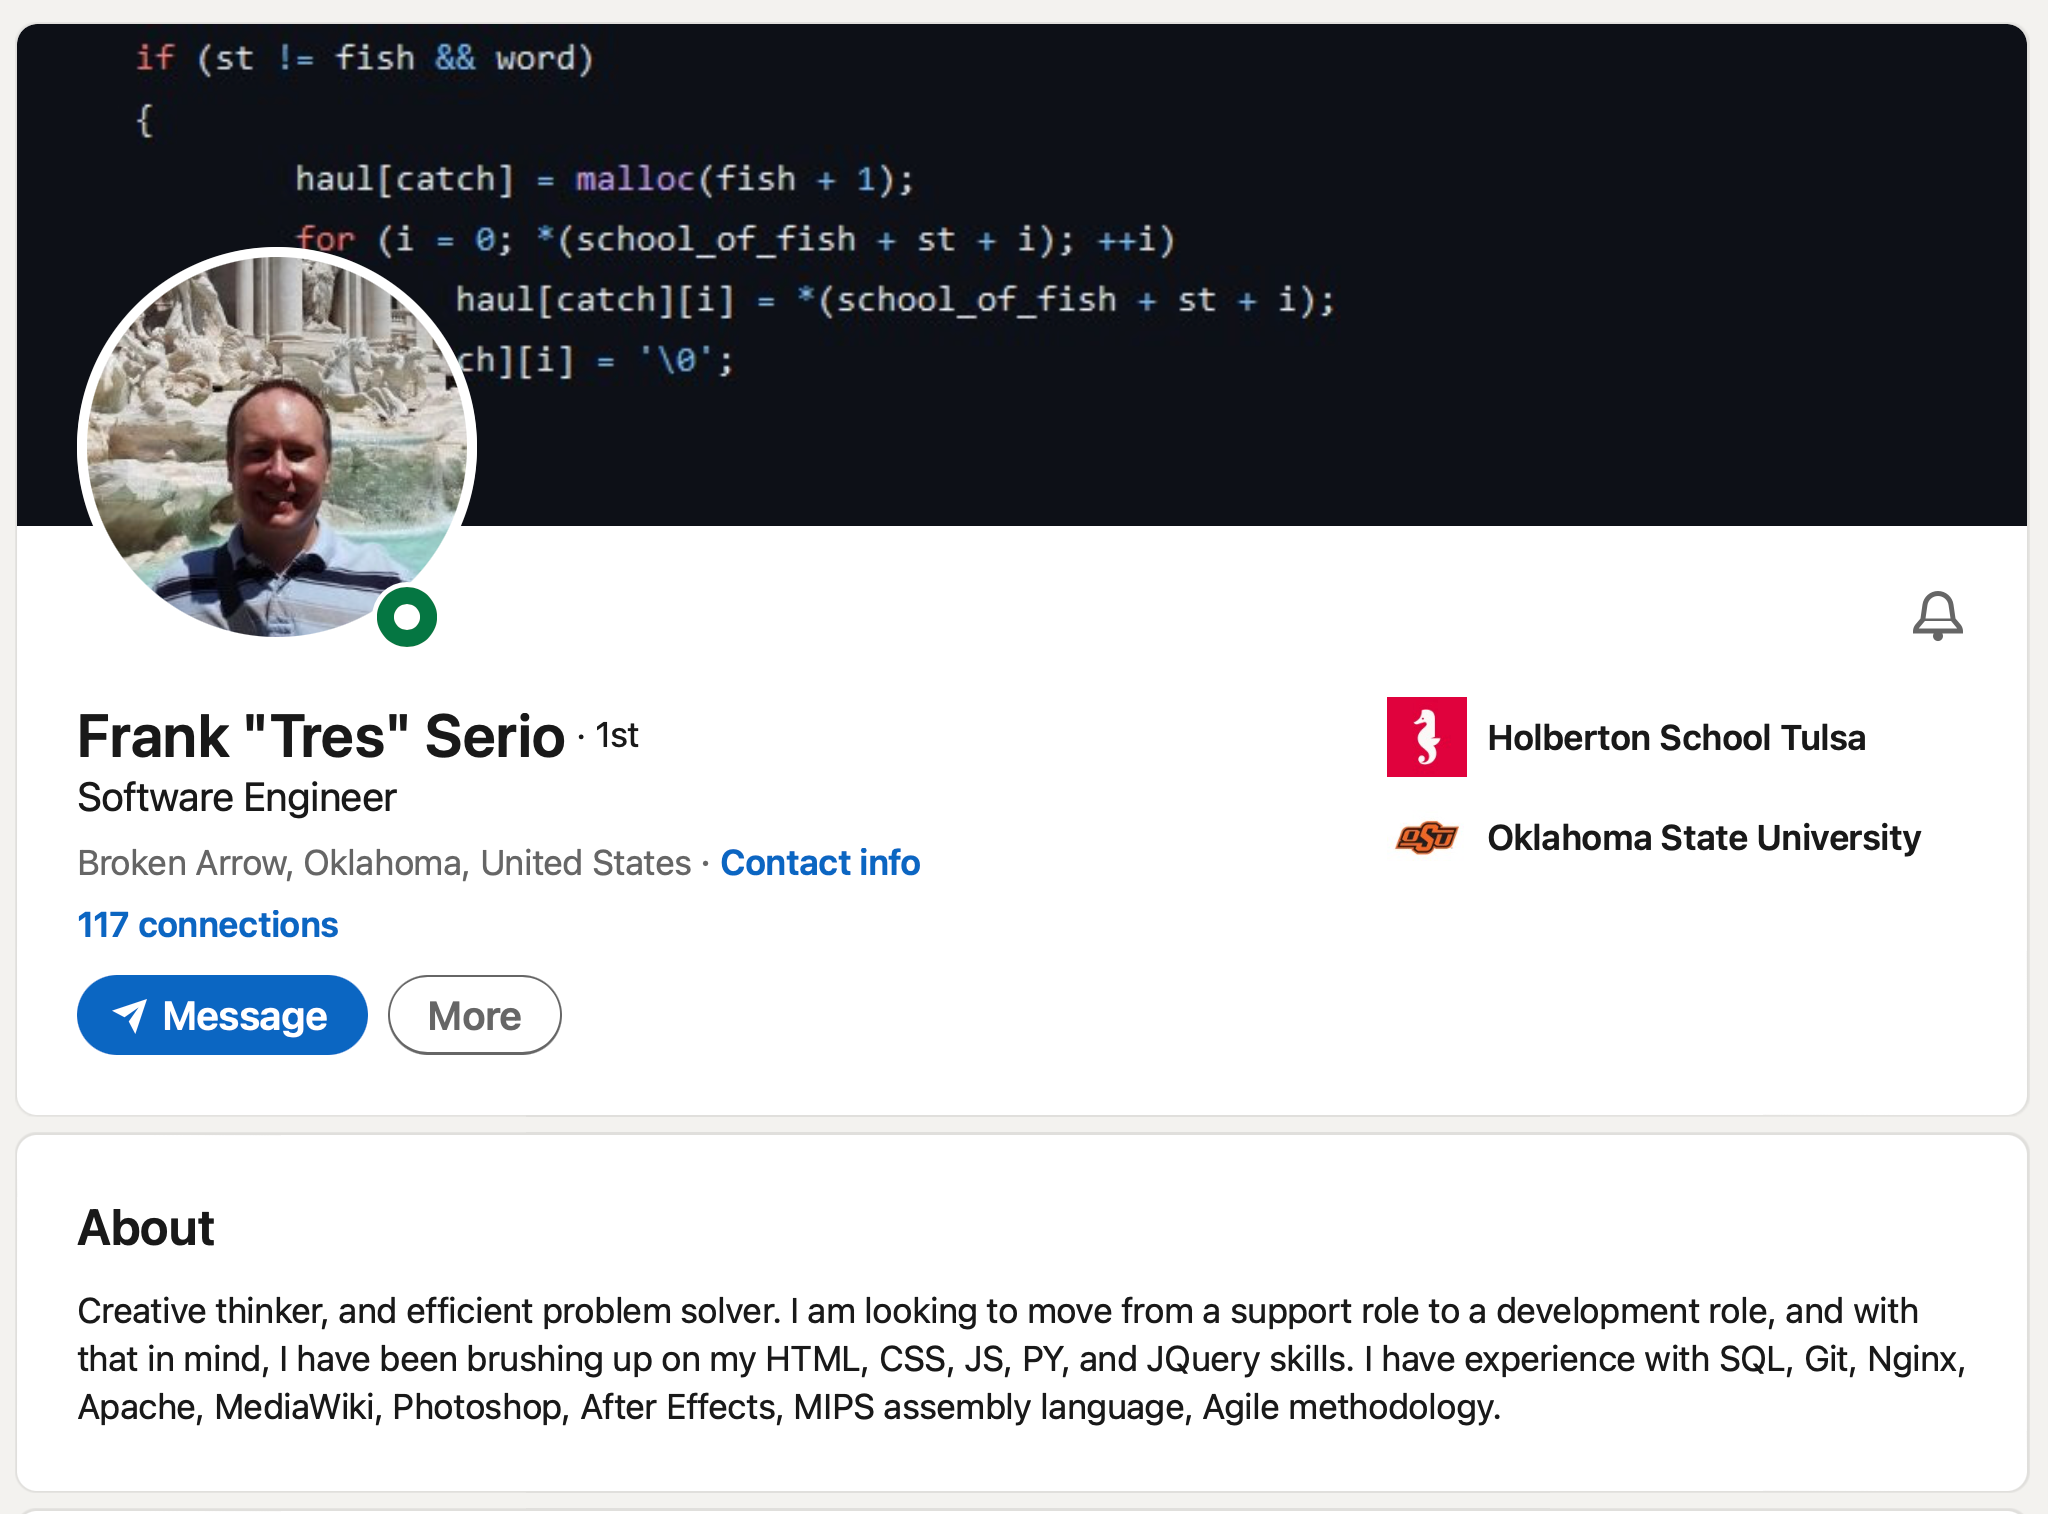 if (st != fish && word)
{
haul[catch] = malloc(fish + 1);
for (i = 0; *(school_of_fish + st + i); ++i)
haul[catch][i] = *(school_of_fish + st + i);
ch][i] = '\0';
Frank "Tres" Serio · 1st
Software Engineer
Broken Arrow, Oklahoma, United States · Contact info
117 connections
Message More
Holberton School Tulsa
OSU Oklahoma State University
About
Creative thinker, and efficient problem solver. I am looking to move from a support role to a development role, and with
that in mind, I have been brushing up on my HTML, CSS, JS, PY, and JQuery skills. I have experience with SQL, Git, Nginx,
Apache, MediaWiki, Photoshop, After Effects, MIPS assembly language, Agile methodology.